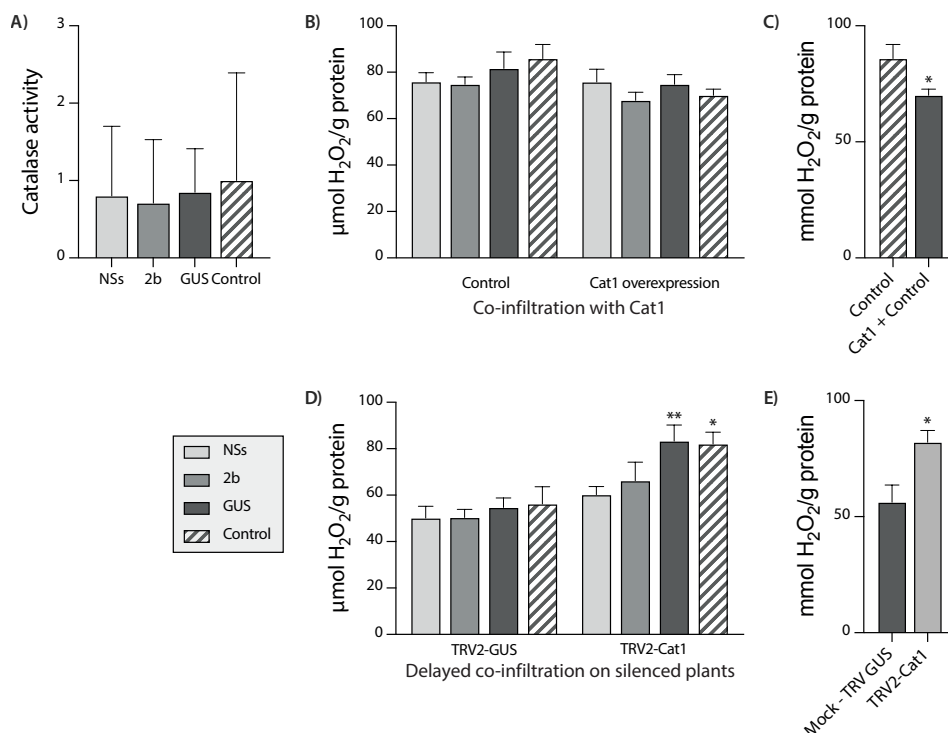 A)
Catalase activity
3
2
1
0
NSs 2b GUS Control
B)
μmol H₂O₂/g protein
100
80
60
40
20
0
Control Cat1 overexpression
Co-infiltration with Cat1
C)
mmol H₂O₂/g protein
100
50
0
*
Control
Cat1 + Control
NSs
2b
GUS
Control
D)
μmol H₂O₂/g protein
100
80
60
40
20
0
** *
TRV2-GUS TRV2-Cat1
Delayed co-infiltration on silenced plants
E)
mmol H₂O₂/g protein
100
50
0
*
Mock - TRV GUS
TRV2-Cat1